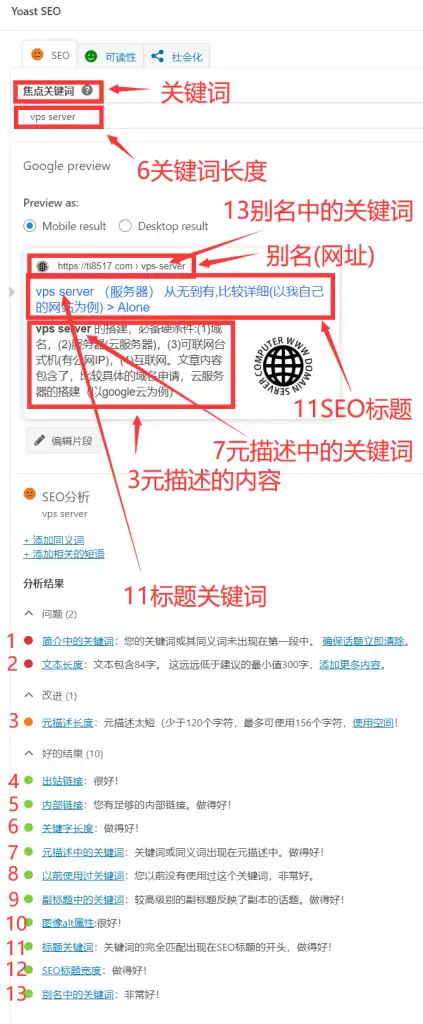 Yoast SEO
SEO 可读性 社会化
焦点关键词 ? 关键词
vps server
6关键词长度
Google preview
Preview as:
13别名中的关键词
Mobile result Desktop result
别名(网址)
https://ti8517.com › vps-server
vps server （服务器） 从无到有,比较详细(以我自己
的网站为例) > Alone
vps server 的搭建，必备硬条件:(1)域
名，(2)服务器(云服务器)，(3)可联网台
式机(有公网IP)，(4)互联网。文章内容
包含了，比较具体的域名申请，云服务
器的搭建（以google云为例）
COMPUTER WWW DOMAIN SERVER
11SEO标题
编辑片段
7元描述中的关键词
3元描述的内容
SEO分析
vps server
+ 添加同义词
+ 添加相关的短语
11标题关键词
分析结果
问题 (2)
1 简介中的关键词：您的关键词或其同义词未出现在第一段中。 确保话题立即清除。
2 文本长度：文本包含84字。 这远远低于建议的最小值300字，添加更多内容。
改进 (1)
3 元描述长度：元描述太短（少于120个字符，最多可使用156个字符，使用空间！
好的结果 (10)
4 出站链接：很好！
5 内部链接：您有足够的内部链接。做得好！
6 关键字长度：做得好！
7 元描述中的关键词：关键词或同义词出现在元描述中。做得好！
8 以前使用过关键词：您以前没有使用过这个关键词，非常好。
9 副标题中的关键词：较高级别的副标题反映了副本的话题。做得好！
10 图像alt属性:很好！
11 标题关键词：关键词的完全匹配出现在SEO标题的开头，做得好！
12 SEO标题宽度：做得好！
13 别名中的关键词：非常好！